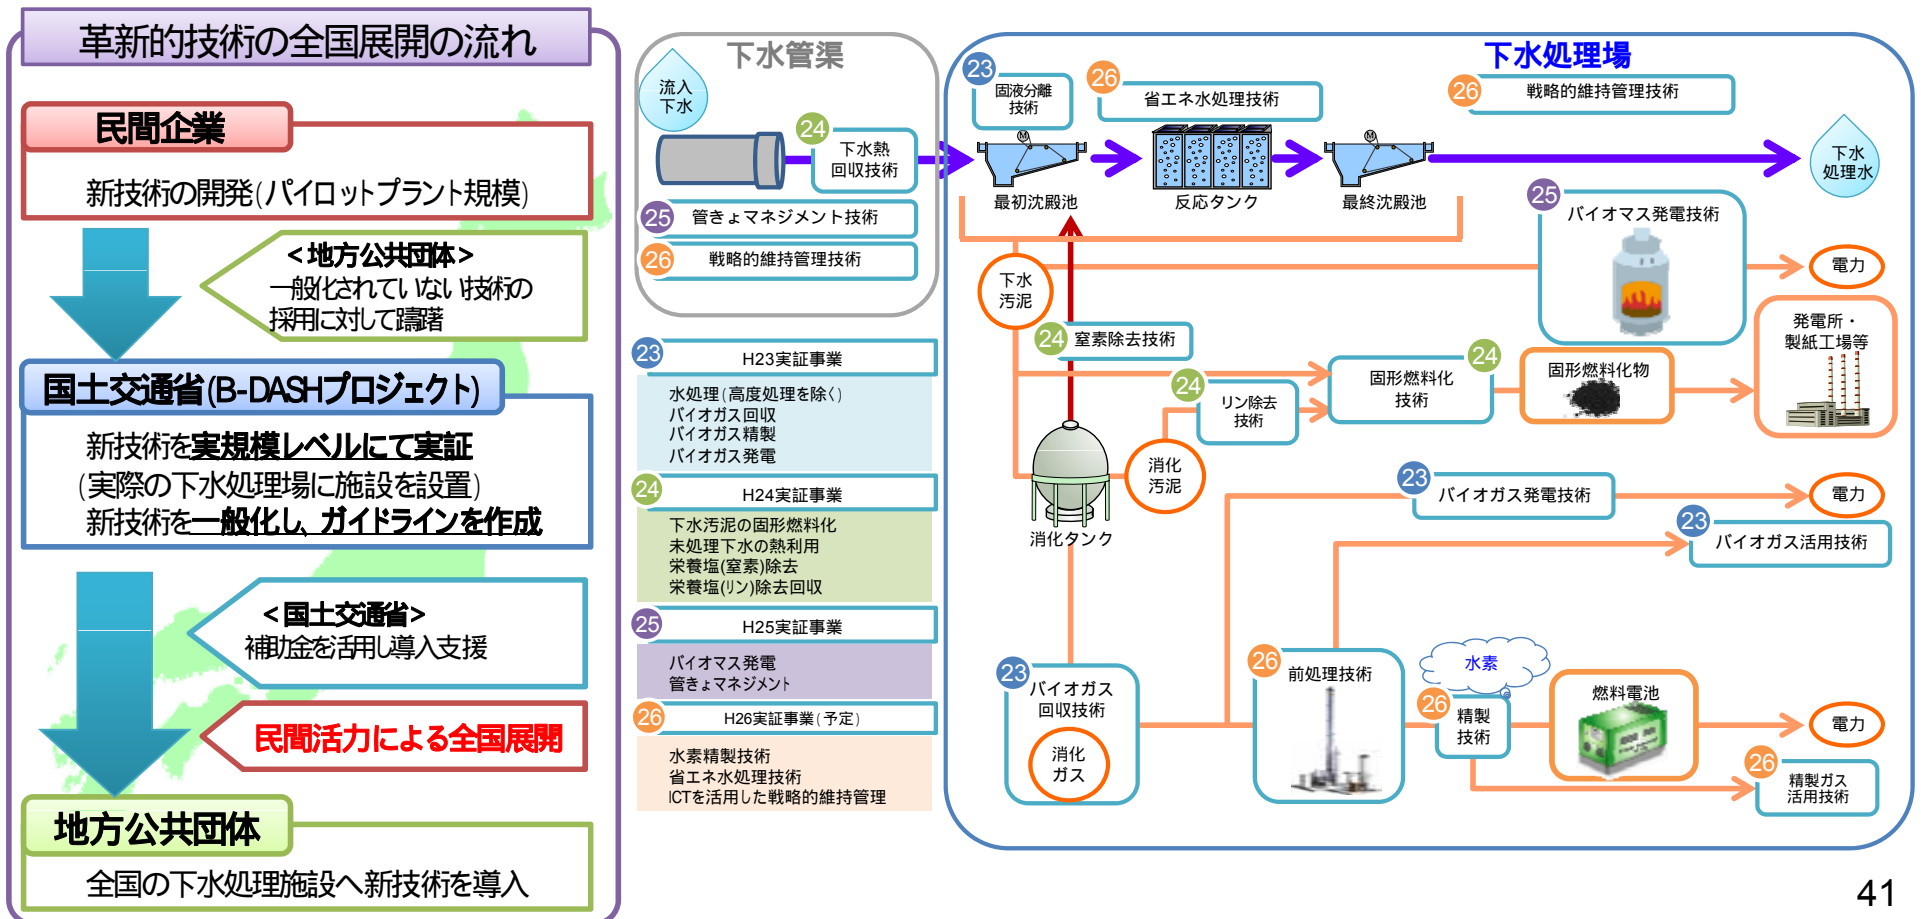 革新的技術の全国展開の流れ
民間企業
新技術の開発(パイロットプラント規模)
<地方公共団体>
一般化されていない技術の
採用に対して躊躇
国土交通省(B-DASHプロジェクト)
新技術を実規模レベルにて実証
(実際の下水処理場に施設を設置)
新技術を一般化し、ガイドラインを作成
<国土交通省>
補助金を活用し導入支援
民間活力による全国展開
地方公共団体
全国の下水処理施設へ新技術を導入
下水管渠
流入
下水
24
下水熱
回収技術
25
管きょマネジメント技術
26
戦略的維持管理技術
23
H23実証事業
水処理(高度処理を除く)
バイオガス回収
バイオガス精製
バイオガス発電
24
H24実証事業
下水汚泥の固形燃料化
未処理下水の熱利用
栄養塩(窒素)除去
栄養塩(リン)除去回収
25
H25実証事業
バイオマス発電
管きょマネジメント
26
H26実証事業(予定)
水素精製技術
省エネ水処理技術
ICTを活用した戦略的維持管理
下水処理場
23
固液分離
技術
26
省エネ水処理技術
26
戦略的維持管理技術
M
最初沈殿池
反応タンク
M
最終沈殿池
下水
処理水
25
バイオマス発電技術
電力
下水
汚泥
24
窒素除去技術
24
リン除去
技術
24
固形燃料化
技術
固形燃料化物
発電所・
製紙工場等
消化タンク
消化
汚泥
23
バイオガス発電技術
電力
23
バイオガス活用技術
23
バイオガス
回収技術
消化
ガス
26
前処理技術
水素
26
精製
技術
燃料電池
電力
26
精製ガス
活用技術
41